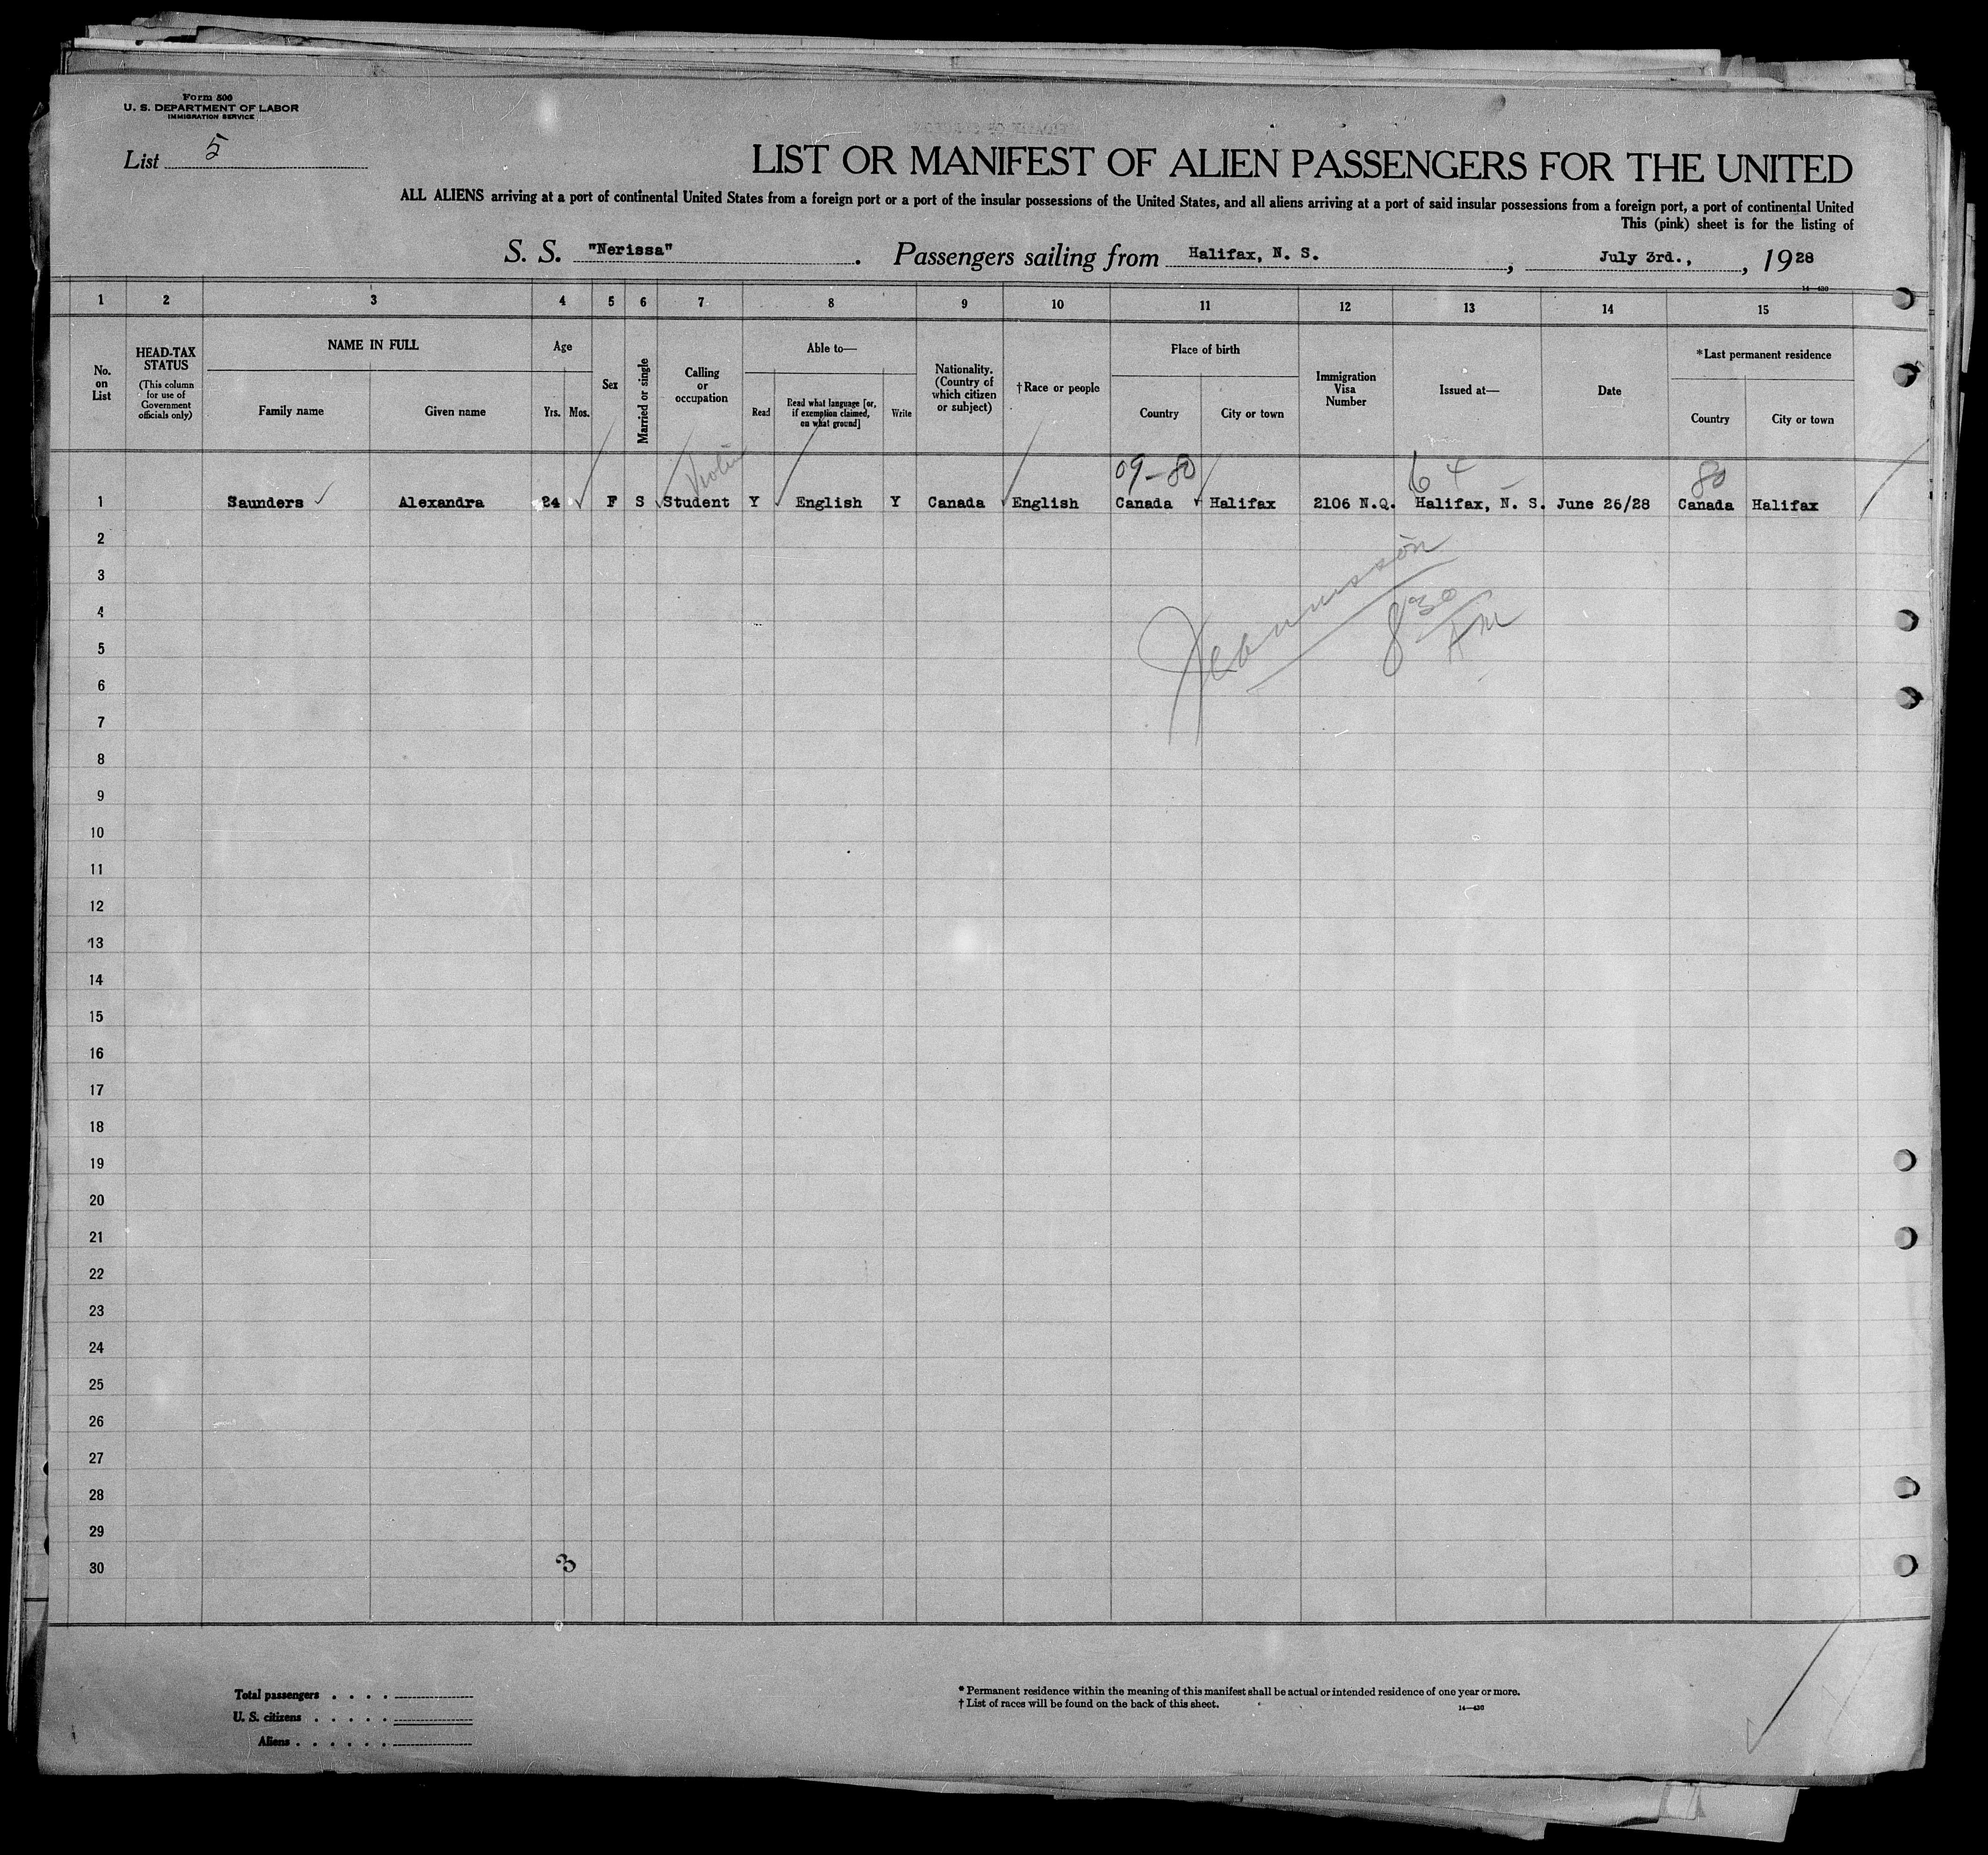 Form 500
U. S. DEPARTMENT OF LABOR
IMMIGRATION SERVICE
List 5
LIST OR MANIFEST OF ALIEN PASSENGERS FOR THE UNITED
ALL ALIENS arriving at a port of continental United States from a foreign port or a port of the insular possessions of the United States, and all aliens arriving at a port of said insular possessions from a foreign port, a port of continental United
This (pink) sheet is for the listing of
S. S. "Nerissa". Passengers sailing from Halifax, N. S., July 3rd., , 1928
14—430
1 2 3 4 5 6 7 8 9 10 11 12 13 14 15
No. on List
HEAD-TAX STATUS
(This column for use of Government officials only)
NAME IN FULL
Family name
Given name
Age
Yrs.
Mos.
Sex
Married or single
Calling or occupation
Able to—
Read
Read what language [or, if exemption claimed, on what ground]
Write
Nationality. (Country of which citizen or subject)
†Race or people
Place of birth
Country
City or town
Immigration Visa Number
Issued at—
Date
*Last permanent residence
Country
City or town
Violin 09-80 64 80
1 Saunders ✓ Alexandra 24 ✓ F S Student Y English Y Canada English Canada Halifax 2106 N.Q. Halifax, N. S. June 26/28 Canada Halifax
2
3
4
8 30
AM
5
6
7
8
9
10
11
12
13
14
15
16
17
18
19
20
21
22
23
24
25
26
27
28
29
30
3
Total passengers . . . .
U. S. citizens . . . . .
Aliens . . . . . .
* Permanent residence within the meaning of this manifest shall be actual or intended residence of one year or more.
† List of races will be found on the back of this sheet.
14—430